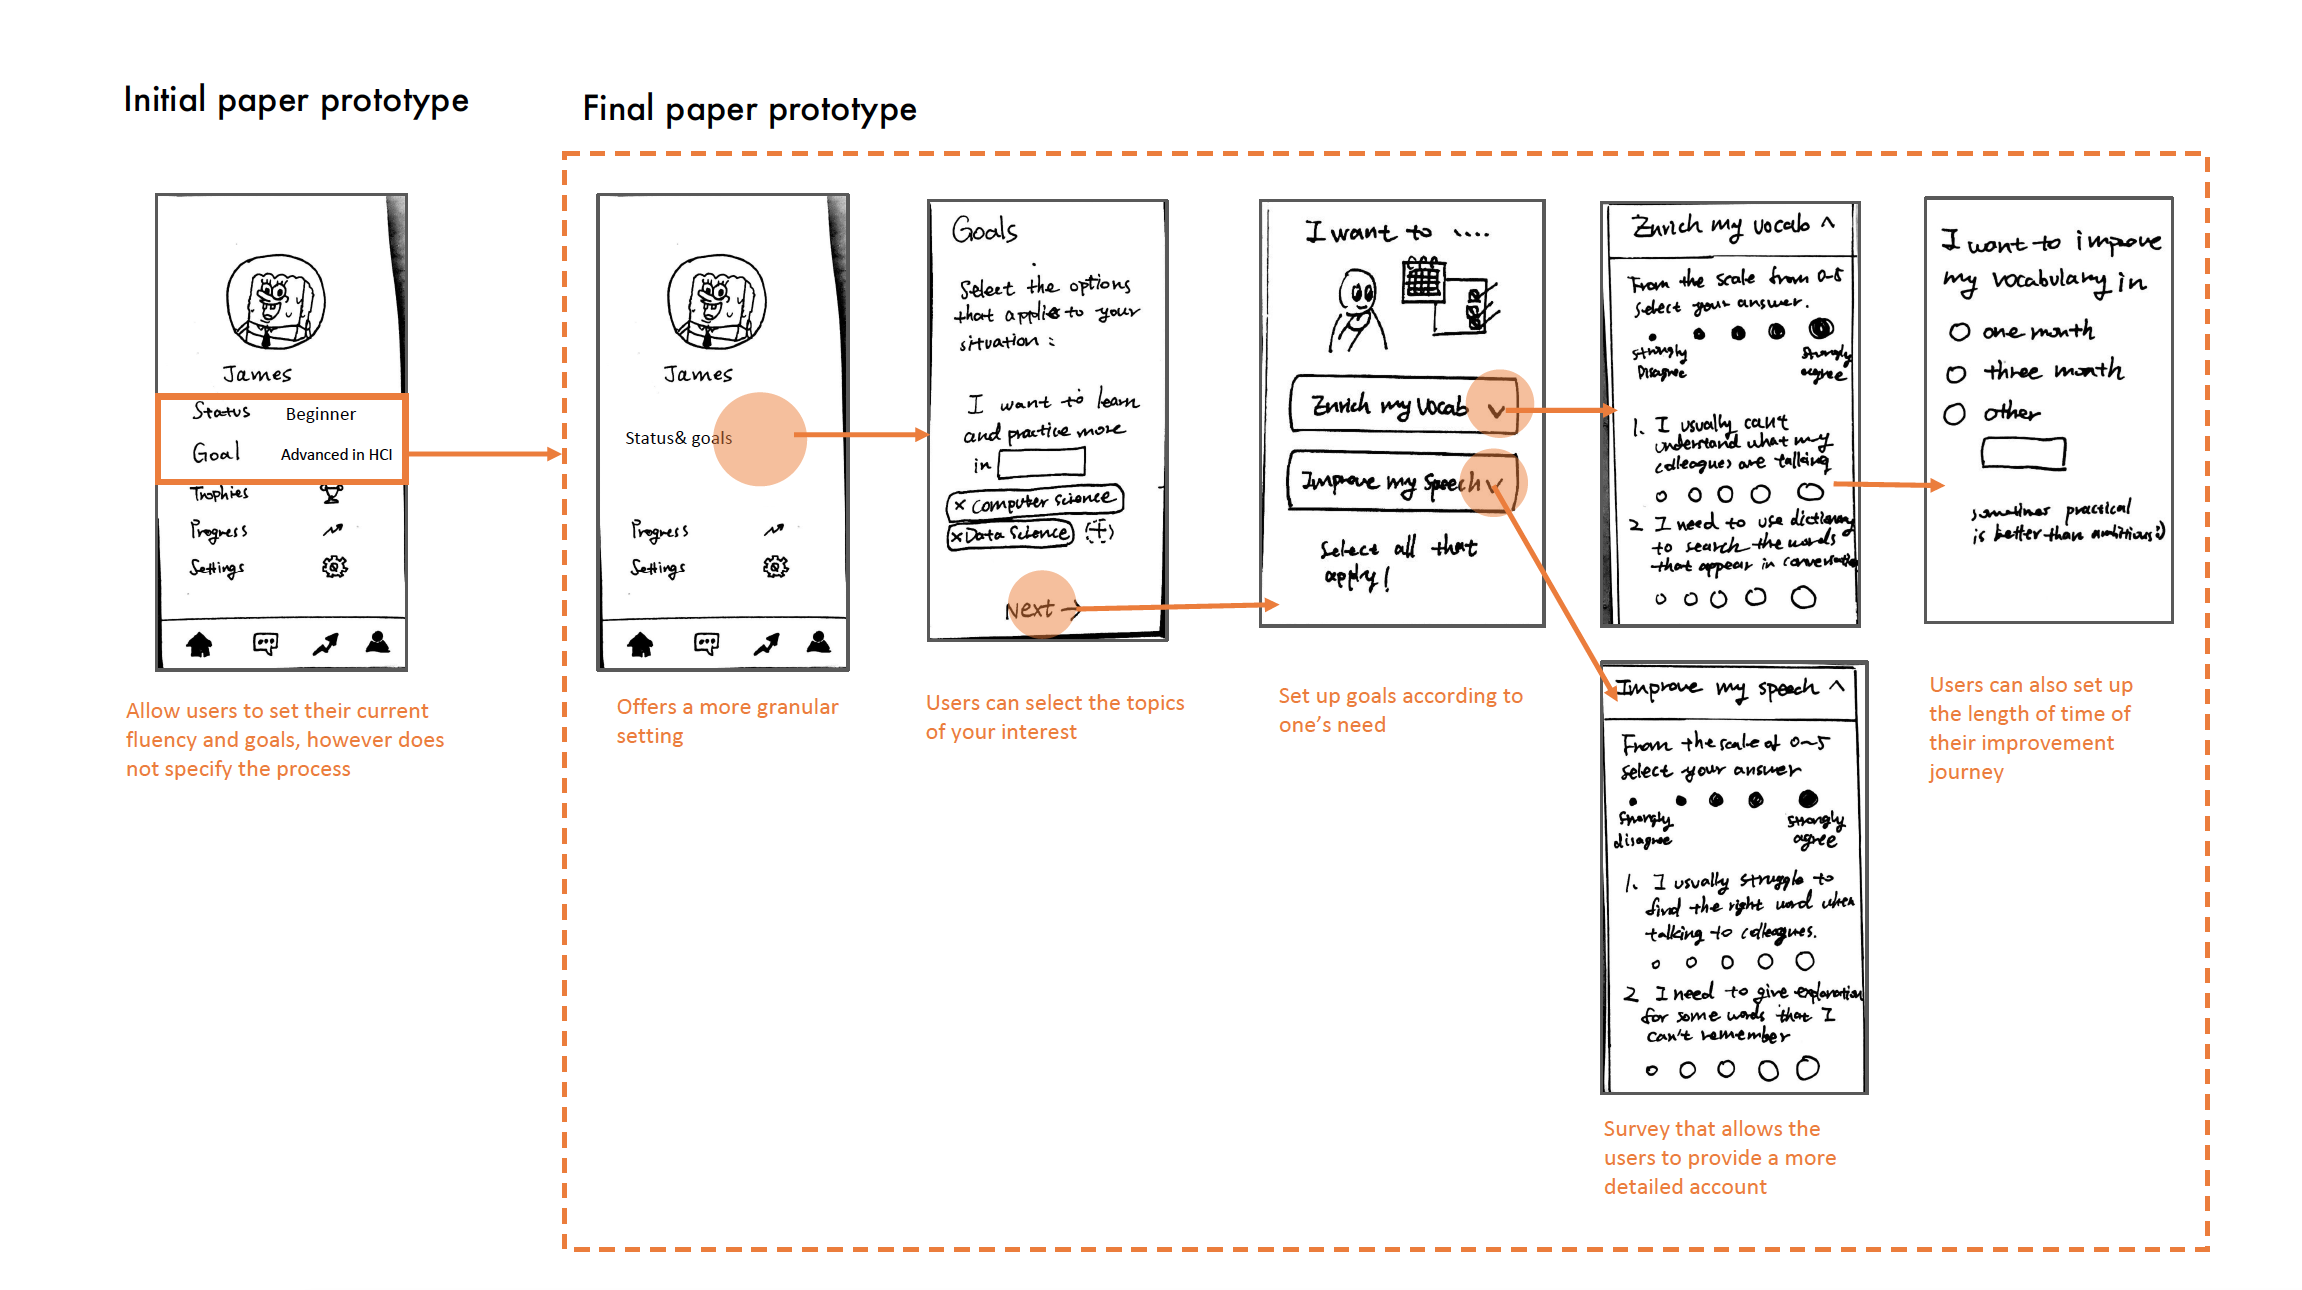 Initial paper prototype
Final paper prototype
James
Status Beginner
Goal Advanced in HCI
Trophies
Progress
Settings
Allow users to set their current
fluency and goals, however does
not specify the process
James
Status& goals
Progress
Settings
Offers a more granular
setting
Goals
Select the options
that applie to your
situation :
I want to learn
and practice more
in
x Computer Science
x Data Science +
Next →
Users can select the topics
of your interest
I want to ....
Enrich my Vocab ∨
Improve my Speech ∨
Select all that
apply!
Set up goals according to
one's need
Enrich my vocab ^
From the scale from 0-5
Select your answer.
strongly
Disagree
strongly
agree
1. I usually can't
understand what my
colleagues are talking
2 I need to use dictionary
to search the words
that appear in conversation
I want to improve
my vocabulary in
one month
three month
other
sometimes practical
is better than ambitious :)
Users can also set up
the length of time of
their improvement
journey
Improve my speech ^
From the scale of 0~5
select your answer
strongly
disagree
strongly
agree
1. I usually struggle to
find the right word when
talking to colleagues.
2 I need to give explanation
for some words that I
can't remember
Survey that allows the
users to provide a more
detailed account